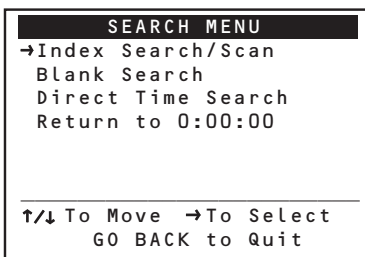 SEARCH MENU
→Index Search/Scan
Blank Search
Direct Time Search
Return to 0:00:00
↑/↓ To Move →To Select
GO BACK to Quit